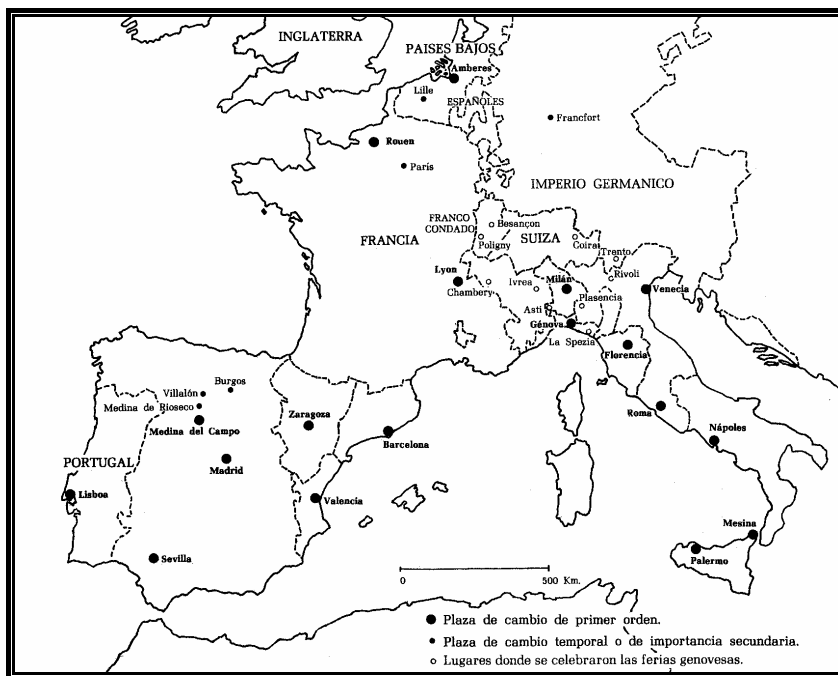 INGLATERRA
PAISES BAJOS
Amberes
Lille
ESPAÑOLES
Francfort
Rouen
París
IMPERIO GERMANICO
FRANCO
CONDADO
Besançon
FRANCIA
Poligny
SUIZA
Coira
Trento
Lyon
Chambery
Ivrea
Milán
Rivoli
Plasencia
Venecia
Asti
Génova
La Spezia
Florencia
Burgos
Villalón
Medina de Rioseco
Medina del Campo
Zaragoza
Barcelona
Roma
Nápoles
PORTUGAL
Madrid
Lisboa
Valencia
Sevilla
Mesina
Palermo
0 500 Km.
Plaza de cambio de primer orden.
Plaza de cambio temporal o de importancia secundaria.
Lugares donde se celebraron las ferias genovesas.